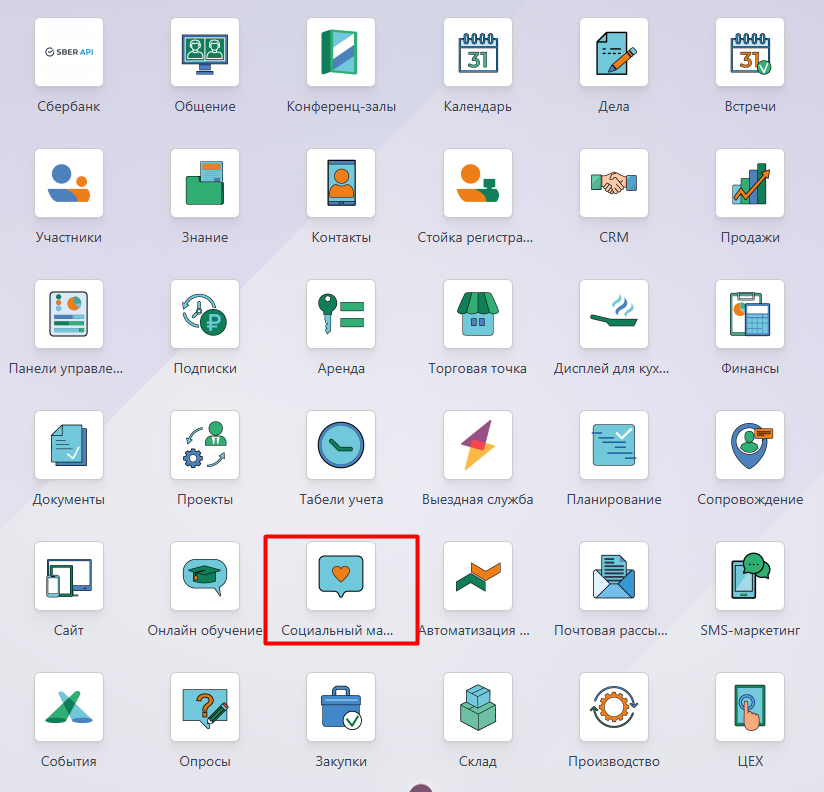 SBER API
Сбербанк
Общение
Конференц-залы
31
Календарь
Дела
31
Встречи
Участники
Знание
Контакты
Стойка регистра...
CRM
Продажи
Панели управле...
₽
Подписки
Аренда
Торговая точка
Дисплей для кух...
Финансы
Документы
Проекты
Табели учета
Выездная служба
Планирование
Сопровождение
Сайт
Онлайн обучение
Социальный ма...
Автоматизация ...
Почтовая рассы...
SMS-маркетинг
События
?
Опросы
Закупки
Склад
Производство
ЦЕХ